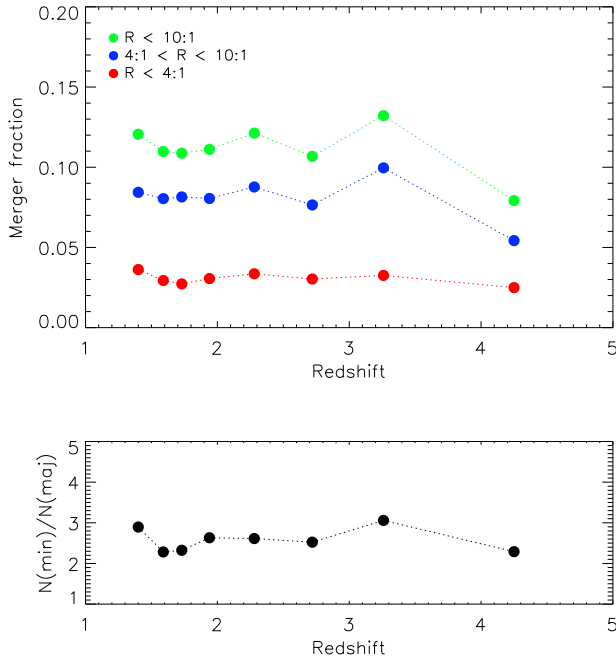 0.20
0.15
0.10
0.05
0.00
Merger fraction
R < 10:1
4:1 < R < 10:1
R < 4:1
1 2 3 4 5
Redshift
5
4
3
2
1
N(min)/N(maj)
1 2 3 4 5
Redshift